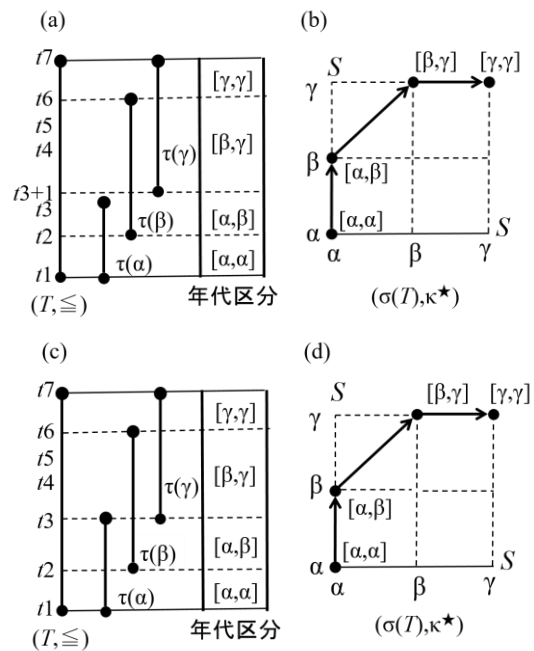 (a)
t7
t6
t5
t4
t3+1
t3
t2
t1
(T,≦)
τ(α)
τ(β)
τ(γ)
[γ,γ]
[β,γ]
[α,β]
[α,α]
年代区分
(b)
S
[β,γ] [γ,γ]
γ
β
[α,β]
[α,α]
α
S
α β γ
(σ(T),κ★)
(c)
t7
t6
t5
t4
t3
t2
t1
(T,≦)
τ(α)
τ(β)
τ(γ)
[γ,γ]
[β,γ]
[α,β]
[α,α]
年代区分
(d)
S
[β,γ] [γ,γ]
γ
β
[α,β]
[α,α]
α
S
α β γ
(σ(T),κ★)